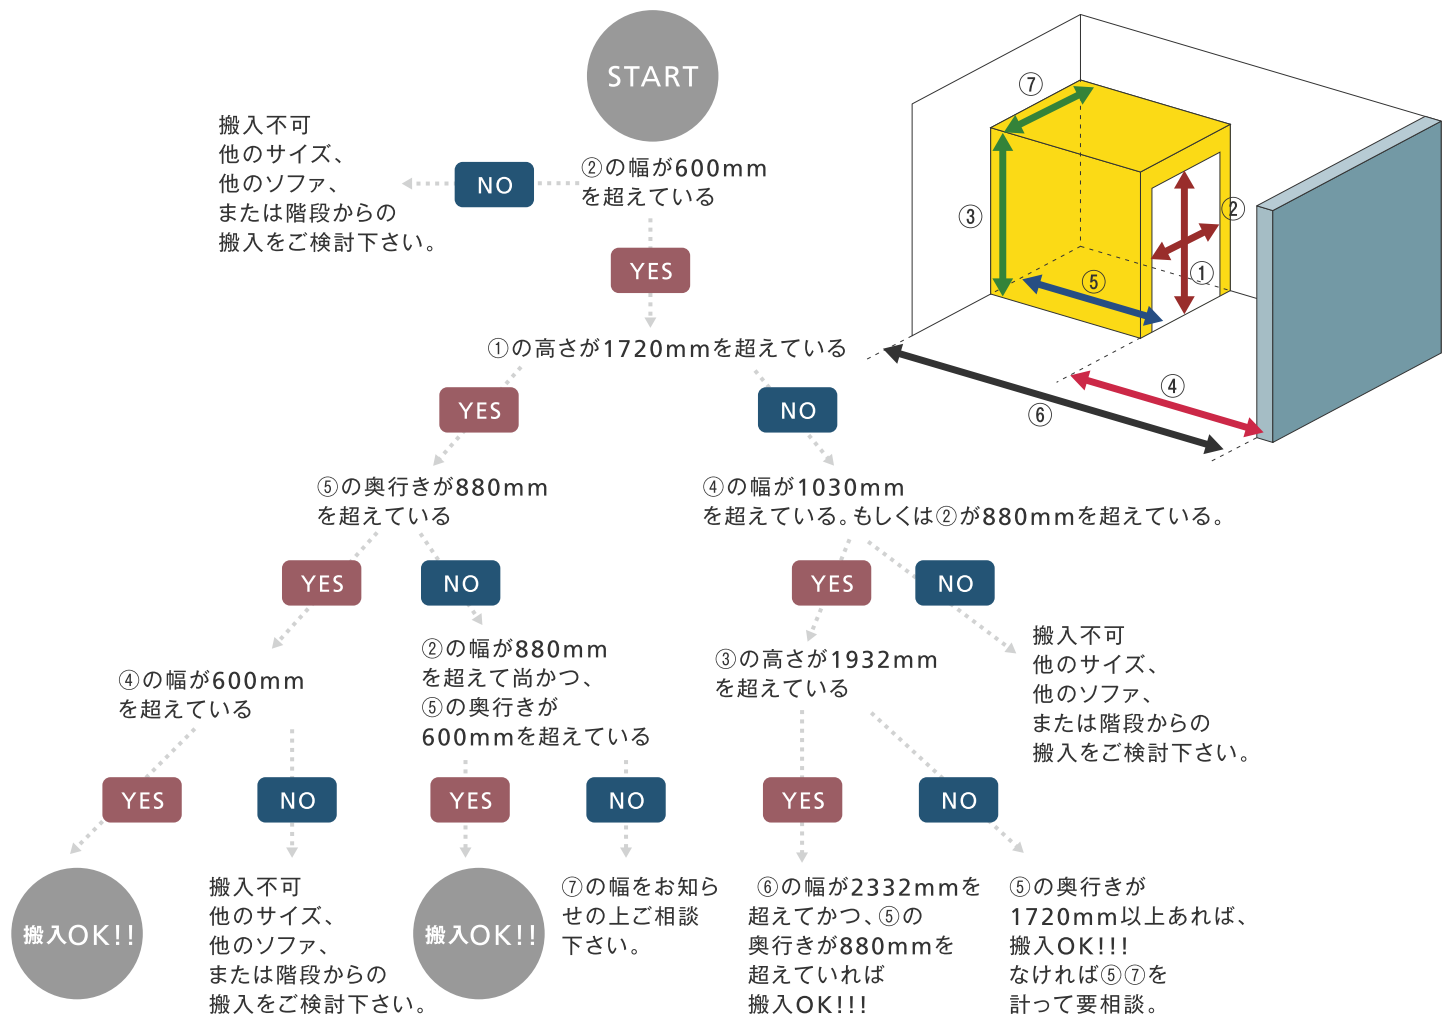 START
②の幅が600mm
を超えている
NO
搬入不可
他のサイズ、
他のソファ、
または階段からの
搬入をご検討下さい。
YES
①の高さが1720mmを超えている
YES
NO
⑤の奥行きが880mm
を超えている
④の幅が1030mm
を超えている。もしくは②が880mmを超えている。
YES
NO
YES
NO
④の幅が600mm
を超えている
②の幅が880mm
を超えて尚かつ、
⑤の奥行きが
600mmを超えている
③の高さが1932mm
を超えている
搬入不可
他のサイズ、
他のソファ、
または階段からの
搬入をご検討下さい。
YES
NO
YES
NO
YES
NO
搬入OK!!
搬入不可
他のサイズ、
他のソファ、
または階段からの
搬入をご検討下さい。
搬入OK!!
⑦の幅をお知ら
せの上ご相談
下さい。
⑥の幅が2332mmを
超えてかつ、⑤の
奥行きが880mmを
超えていれば
搬入OK!!!
⑤の奥行きが
1720mm以上あれば、
搬入OK!!!
なければ⑤⑦を
計って要相談。
⑦
②
③
①
⑤
④
⑥